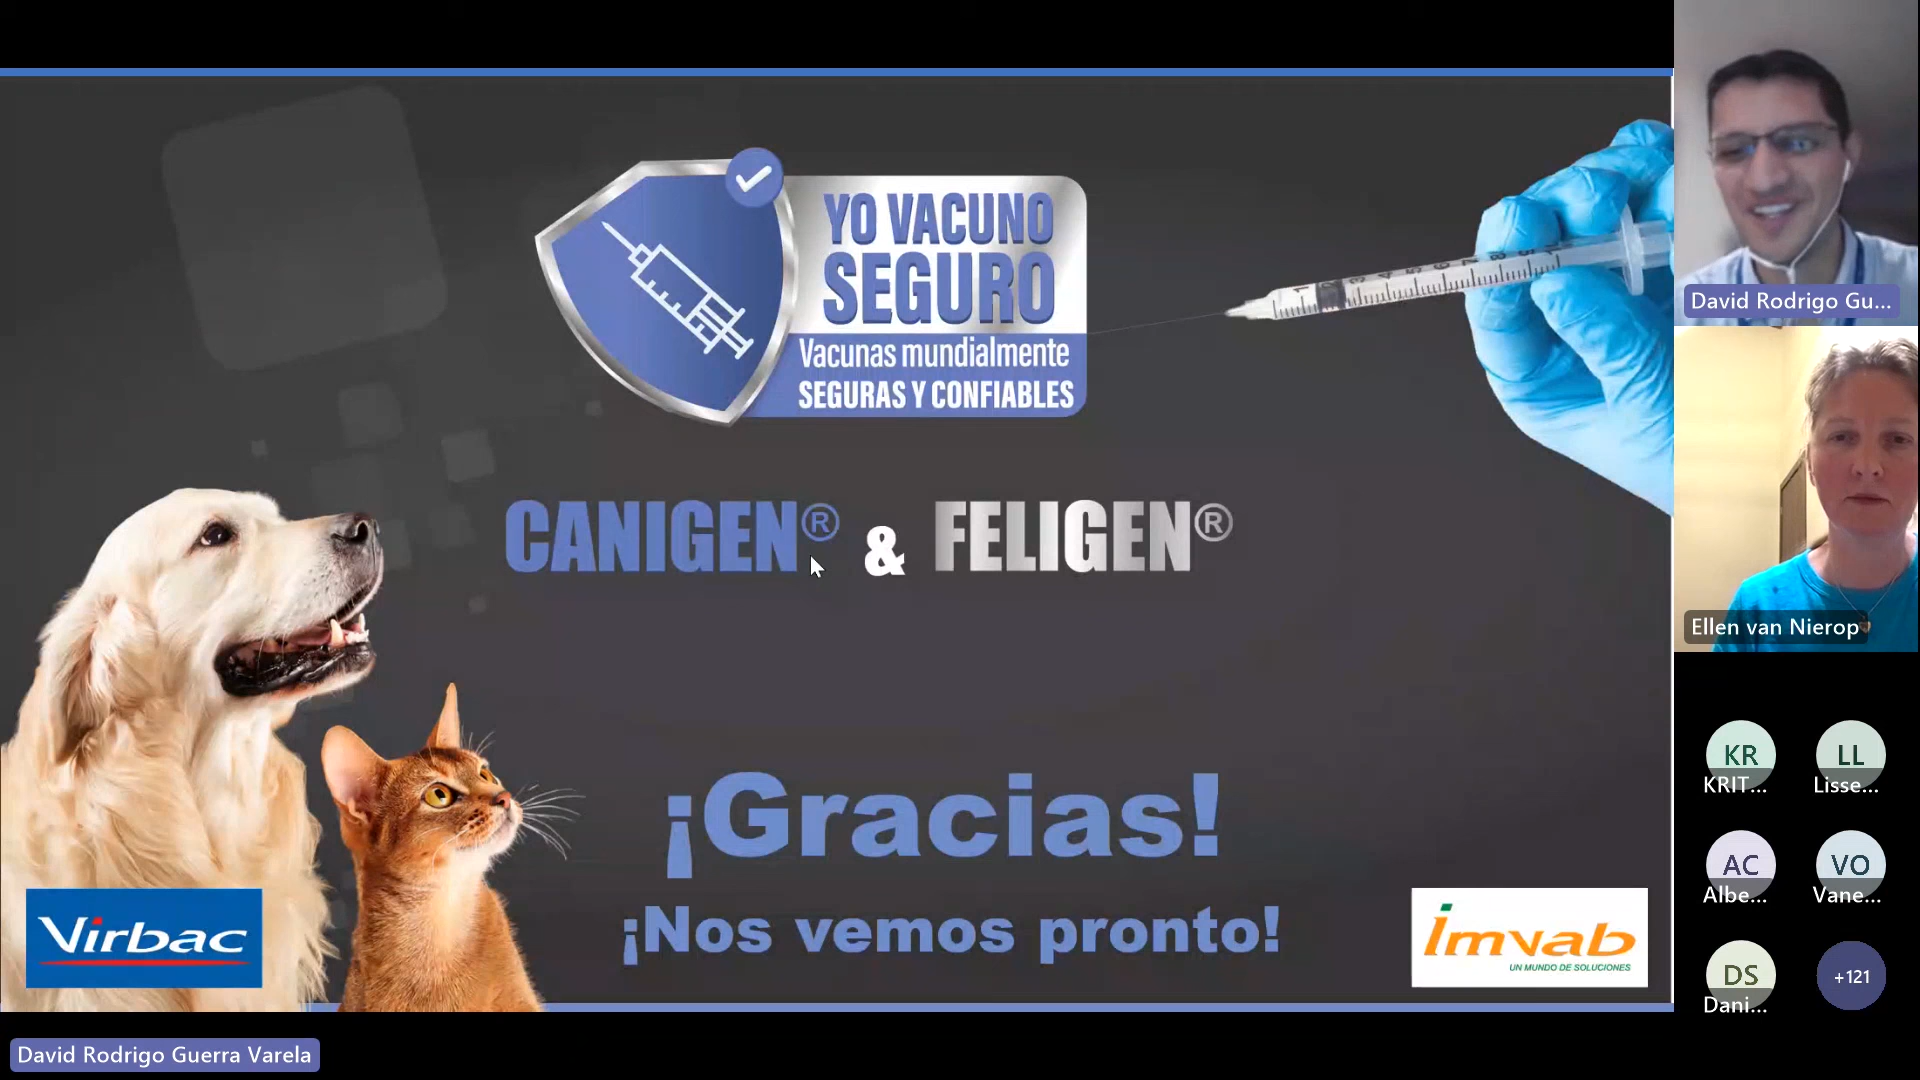 YO VACUNO
SEGURO
Vacunas mundialmente
SEGURAS Y CONFIABLES
CANIGEN® & FELIGEN®
¡Gracias!
¡Nos vemos pronto!
Virbac
imvab
UN MUNDO DE SOLUCIONES
David Rodrigo Guerra Varela
David Rodrigo Gu...
Ellen van Nierop
KR
KRIT...
LL
Lisse...
AC
Albe...
VO
Vane...
DS
Dani...
+121